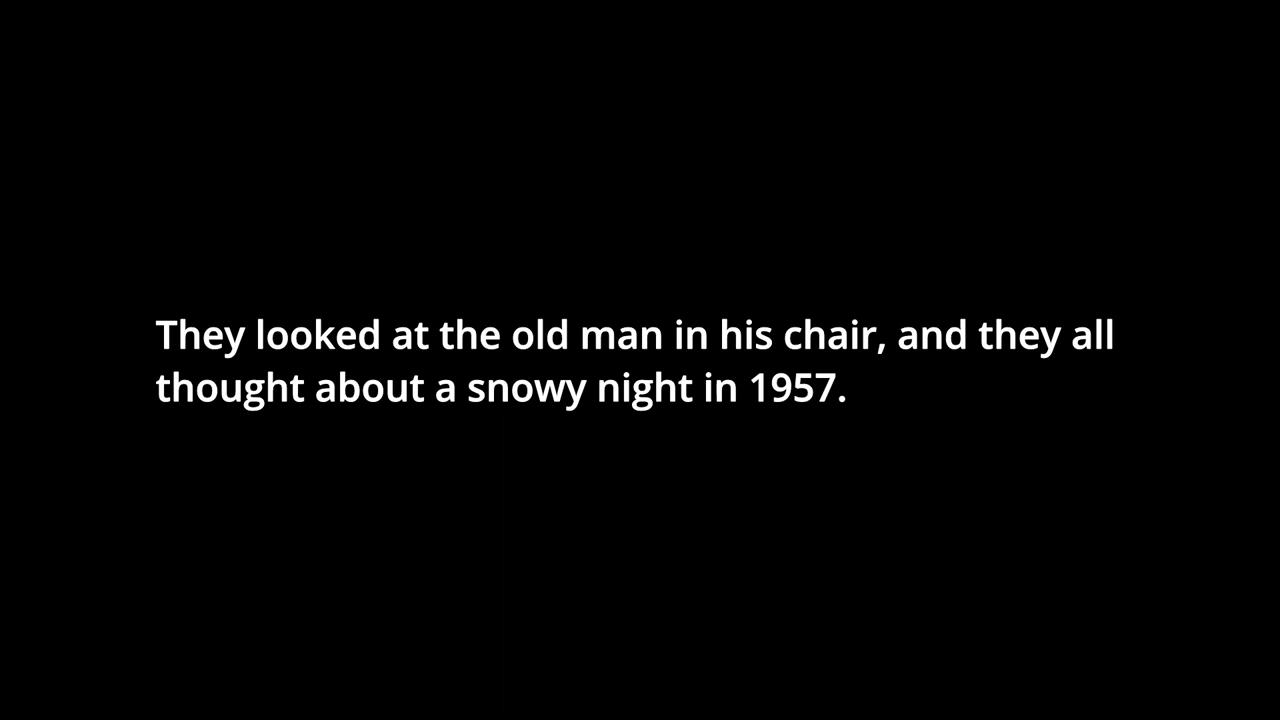 They looked at the old man in his chair, and they all
thought about a snowy night in 1957.